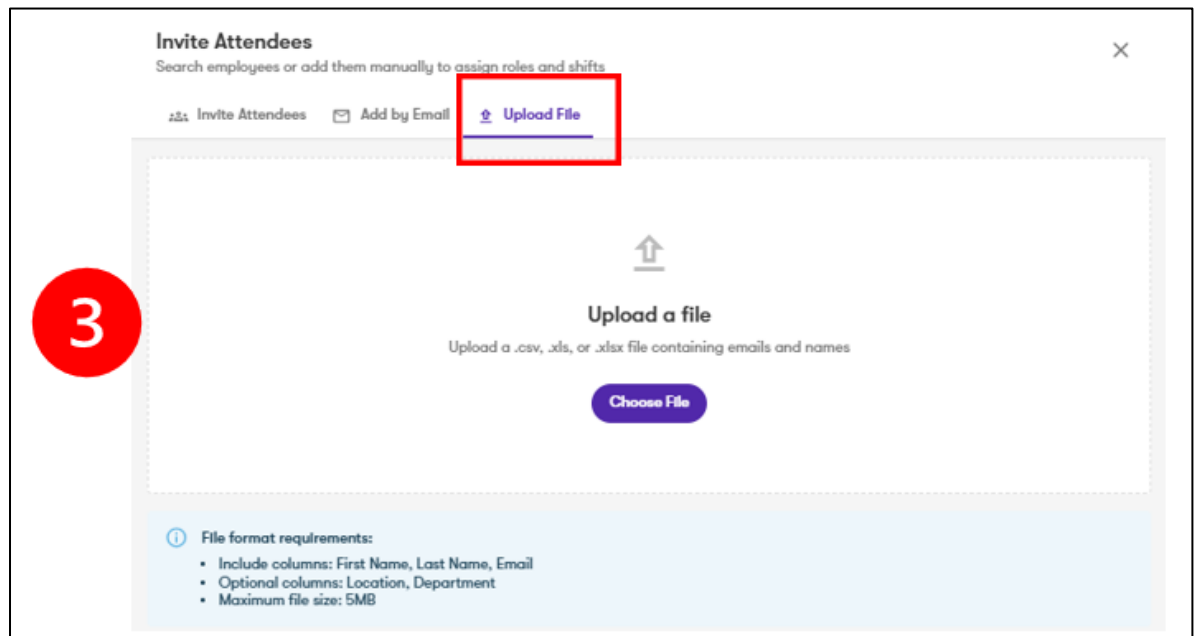 Invite Attendees
Search employees or add them manually to assign roles and shifts
Invite Attendees Add by Email Upload File
3
Upload a file
Upload a .csv, .xls, or .xlsx file containing emails and names
Choose File
File format requirements:
• Include columns: First Name, Last Name, Email
• Optional columns: Location, Department
• Maximum file size: 5MB